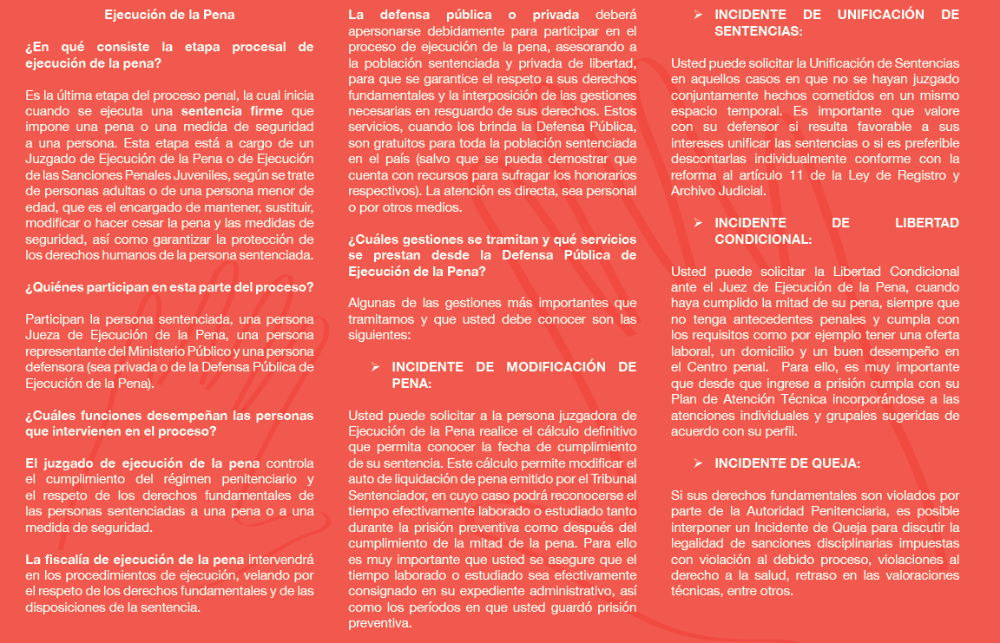 Ejecución de la Pena
¿En qué consiste la etapa procesal de
ejecución de la pena?
Es la última etapa del proceso penal, la cual inicia
cuando se ejecuta una sentencia firme que
impone una pena o una medida de seguridad
a una persona. Esta etapa está a cargo de un
Juzgado de Ejecución de la Pena o de Ejecución
de las Sanciones Penales Juveniles, según se trate
de personas adultas o de una persona menor de
edad, que es el encargado de mantener, sustituir,
modificar o hacer cesar la pena y las medidas de
seguridad, así como garantizar la protección de
los derechos humanos de la persona sentenciada.
¿Quiénes participan en esta parte del proceso?
Participan la persona sentenciada, una persona
Jueza de Ejecución de la Pena, una persona
representante del Ministerio Público y una persona
defensora (sea privada o de la Defensa Pública de
Ejecución de la Pena).
¿Cuáles funciones desempeñan las personas
que intervienen en el proceso?
El juzgado de ejecución de la pena controla
el cumplimiento del régimen penitenciario y
el respeto de los derechos fundamentales de
las personas sentenciadas a una pena o a una
medida de seguridad.
La fiscalía de ejecución de la pena intervendrá
en los procedimientos de ejecución, velando por
el respeto de los derechos fundamentales y de las
disposiciones de la sentencia.
La defensa pública o privada deberá
apersonarse debidamente para participar en el
proceso de ejecución de la pena, asesorando a
la población sentenciada y privada de libertad,
para que se garantice el respeto a sus derechos
fundamentales y la interposición de las gestiones
necesarias en resguardo de sus derechos. Estos
servicios, cuando los brinda la Defensa Pública,
son gratuitos para toda la población sentenciada
en el país (salvo que se pueda demostrar que
cuenta con recursos para sufragar los honorarios
respectivos). La atención es directa, sea personal
o por otros medios.
¿Cuáles gestiones se tramitan y qué servicios
se prestan desde la Defensa Pública de
Ejecución de la Pena?
Algunas de las gestiones más importantes que
tramitamos y que usted debe conocer son las
siguientes:
➢ INCIDENTE DE MODIFICACIÓN DE
PENA:
Usted puede solicitar a la persona juzgadora de
Ejecución de la Pena realice el cálculo definitivo
que permita conocer la fecha de cumplimiento
de su sentencia. Este cálculo permite modificar el
auto de liquidación de pena emitido por el Tribunal
Sentenciador, en cuyo caso podrá reconocerse el
tiempo efectivamente laborado o estudiado tanto
durante la prisión preventiva como después del
cumplimiento de la mitad de la pena. Para ello
es muy importante que usted se asegure que el
tiempo laborado o estudiado sea efectivamente
consignado en su expediente administrativo, así
como los períodos en que usted guardó prisión
preventiva.
➢ INCIDENTE DE UNIFICACIÓN DE
SENTENCIAS:
Usted puede solicitar la Unificación de Sentencias
en aquellos casos en que no se hayan juzgado
conjuntamente hechos cometidos en un mismo
espacio temporal. Es importante que valore
con su defensor si resulta favorable a sus
intereses unificar las sentencias o si es preferible
descontarlas individualmente conforme con la
reforma al artículo 11 de la Ley de Registro y
Archivo Judicial.
➢ INCIDENTE DE LIBERTAD
CONDICIONAL:
Usted puede solicitar la Libertad Condicional
ante el Juez de Ejecución de la Pena, cuando
haya cumplido la mitad de su pena, siempre que
no tenga antecedentes penales y cumpla con
los requisitos como por ejemplo tener una oferta
laboral, un domicilio y un buen desempeño en
el Centro penal. Para ello, es muy importante
que desde que ingrese a prisión cumpla con su
Plan de Atención Técnica incorporándose a las
atenciones individuales y grupales sugeridas de
acuerdo con su perfil.
➢ INCIDENTE DE QUEJA:
Si sus derechos fundamentales son violados por
parte de la Autoridad Penitenciaria, es posible
interponer un Incidente de Queja para discutir la
legalidad de sanciones disciplinarias impuestas
con violación al debido proceso, violaciones al
derecho a la salud, retraso en las valoraciones
técnicas, entre otros.